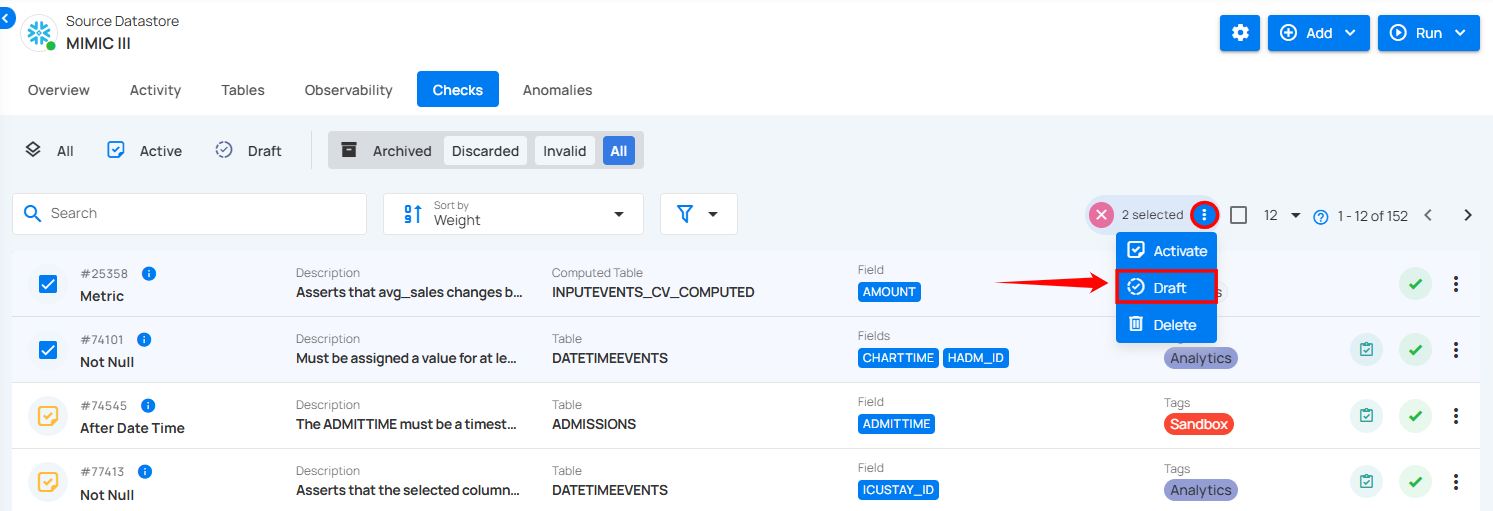 Source Datastore
MIMIC III
Add
Run
Overview
Activity
Tables
Observability
Checks
Anomalies
All
Active
Draft
Archived
Discarded
Invalid
All
Search
Sort by
Weight
2 selected
12
1 - 12 of 152
Activate
Draft
Delete
#25358
Metric
Description
Asserts that avg_sales changes b...
Computed Table
INPUTEVENTS_CV_COMPUTED
Field
AMOUNT
#74101
Not Null
Description
Must be assigned a value for at le...
Table
DATETIMEEVENTS
Fields
CHARTTIME
HADM_ID
Analytics
#74545
After Date Time
Description
The ADMITTIME must be a timest...
Table
ADMISSIONS
Field
ADMITTIME
Tags
Sandbox
#77413
Not Null
Description
Asserts that the selected column...
Table
DATETIMEEVENTS
Field
ICUSTAY_ID
Tags
Analytics